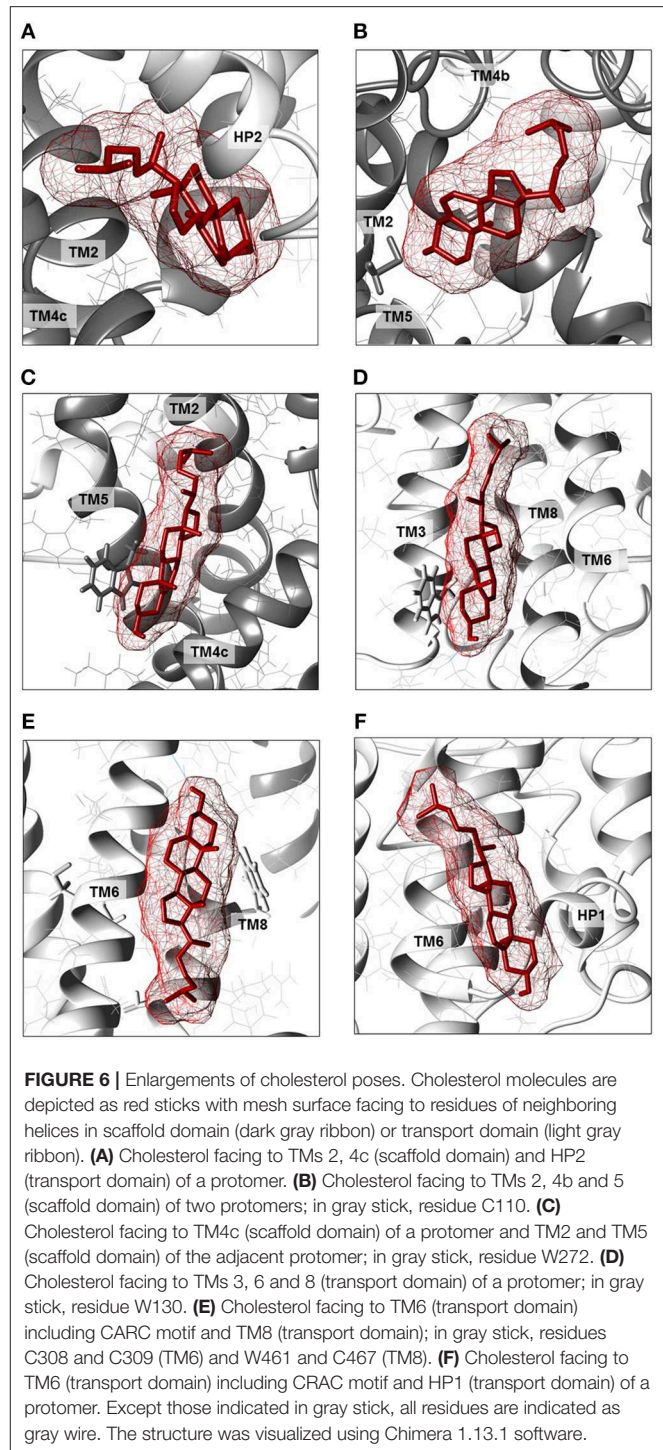 A
HP2
TM2
TM4c
B
TM4b
TM2
TM5
C
TM2
TM5
TM4c
D
TM3
TM8
TM6
E
TM6
TM8
F
TM6
HP1
FIGURE 6 | Enlargements of cholesterol poses. Cholesterol molecules are
depicted as red sticks with mesh surface facing to residues of neighboring
helices in scaffold domain (dark gray ribbon) or transport domain (light gray
ribbon). (A) Cholesterol facing to TMs 2, 4c (scaffold domain) and HP2
(transport domain) of a protomer. (B) Cholesterol facing to TMs 2, 4b and 5
(scaffold domain) of two protomers; in gray stick, residue C110. (C)
Cholesterol facing to TM4c (scaffold domain) of a protomer and TM2 and TM5
(scaffold domain) of the adjacent protomer; in gray stick, residue W272. (D)
Cholesterol facing to TMs 3, 6 and 8 (transport domain) of a protomer; in gray
stick, residue W130. (E) Cholesterol facing to TM6 (transport domain)
including CARC motif and TM8 (transport domain); in gray stick, residues
C308 and C309 (TM6) and W461 and C467 (TM8). (F) Cholesterol facing to
TM6 (transport domain) including CRAC motif and HP1 (transport domain) of a
protomer. Except those indicated in gray stick, all residues are indicated as
gray wire. The structure was visualized using Chimera 1.13.1 software.